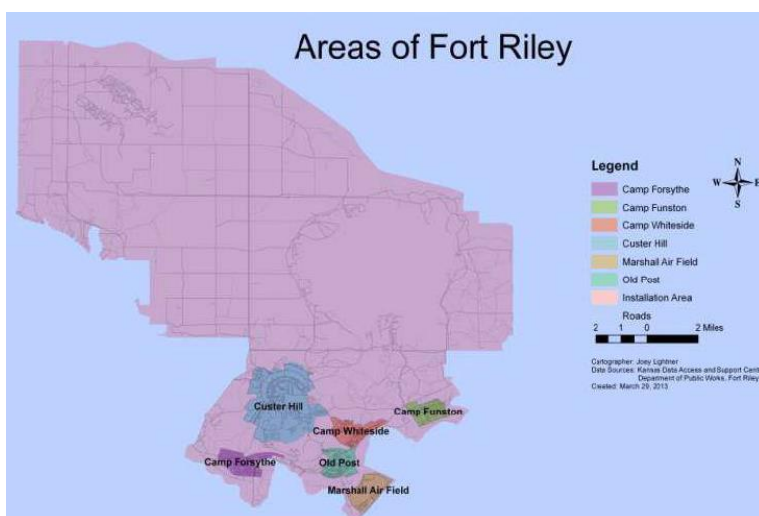 Areas of Fort Riley
Legend
N
W E
S
Camp Forsythe
Camp Funston
Camp Whiteside
Custer Hill
Marshall Air Field
Old Post
Installation Area
Roads
2 1 0 2 Miles
Cartographer: Joey Lightner
Data Sources: Kansas Data Access and Support Cent
Department of Public Works, Fort Riley
Created: March 29, 2013
Custer Hill
Camp Funston
Camp Whiteside
Camp Forsythe
Old Post
Marshall Air Field